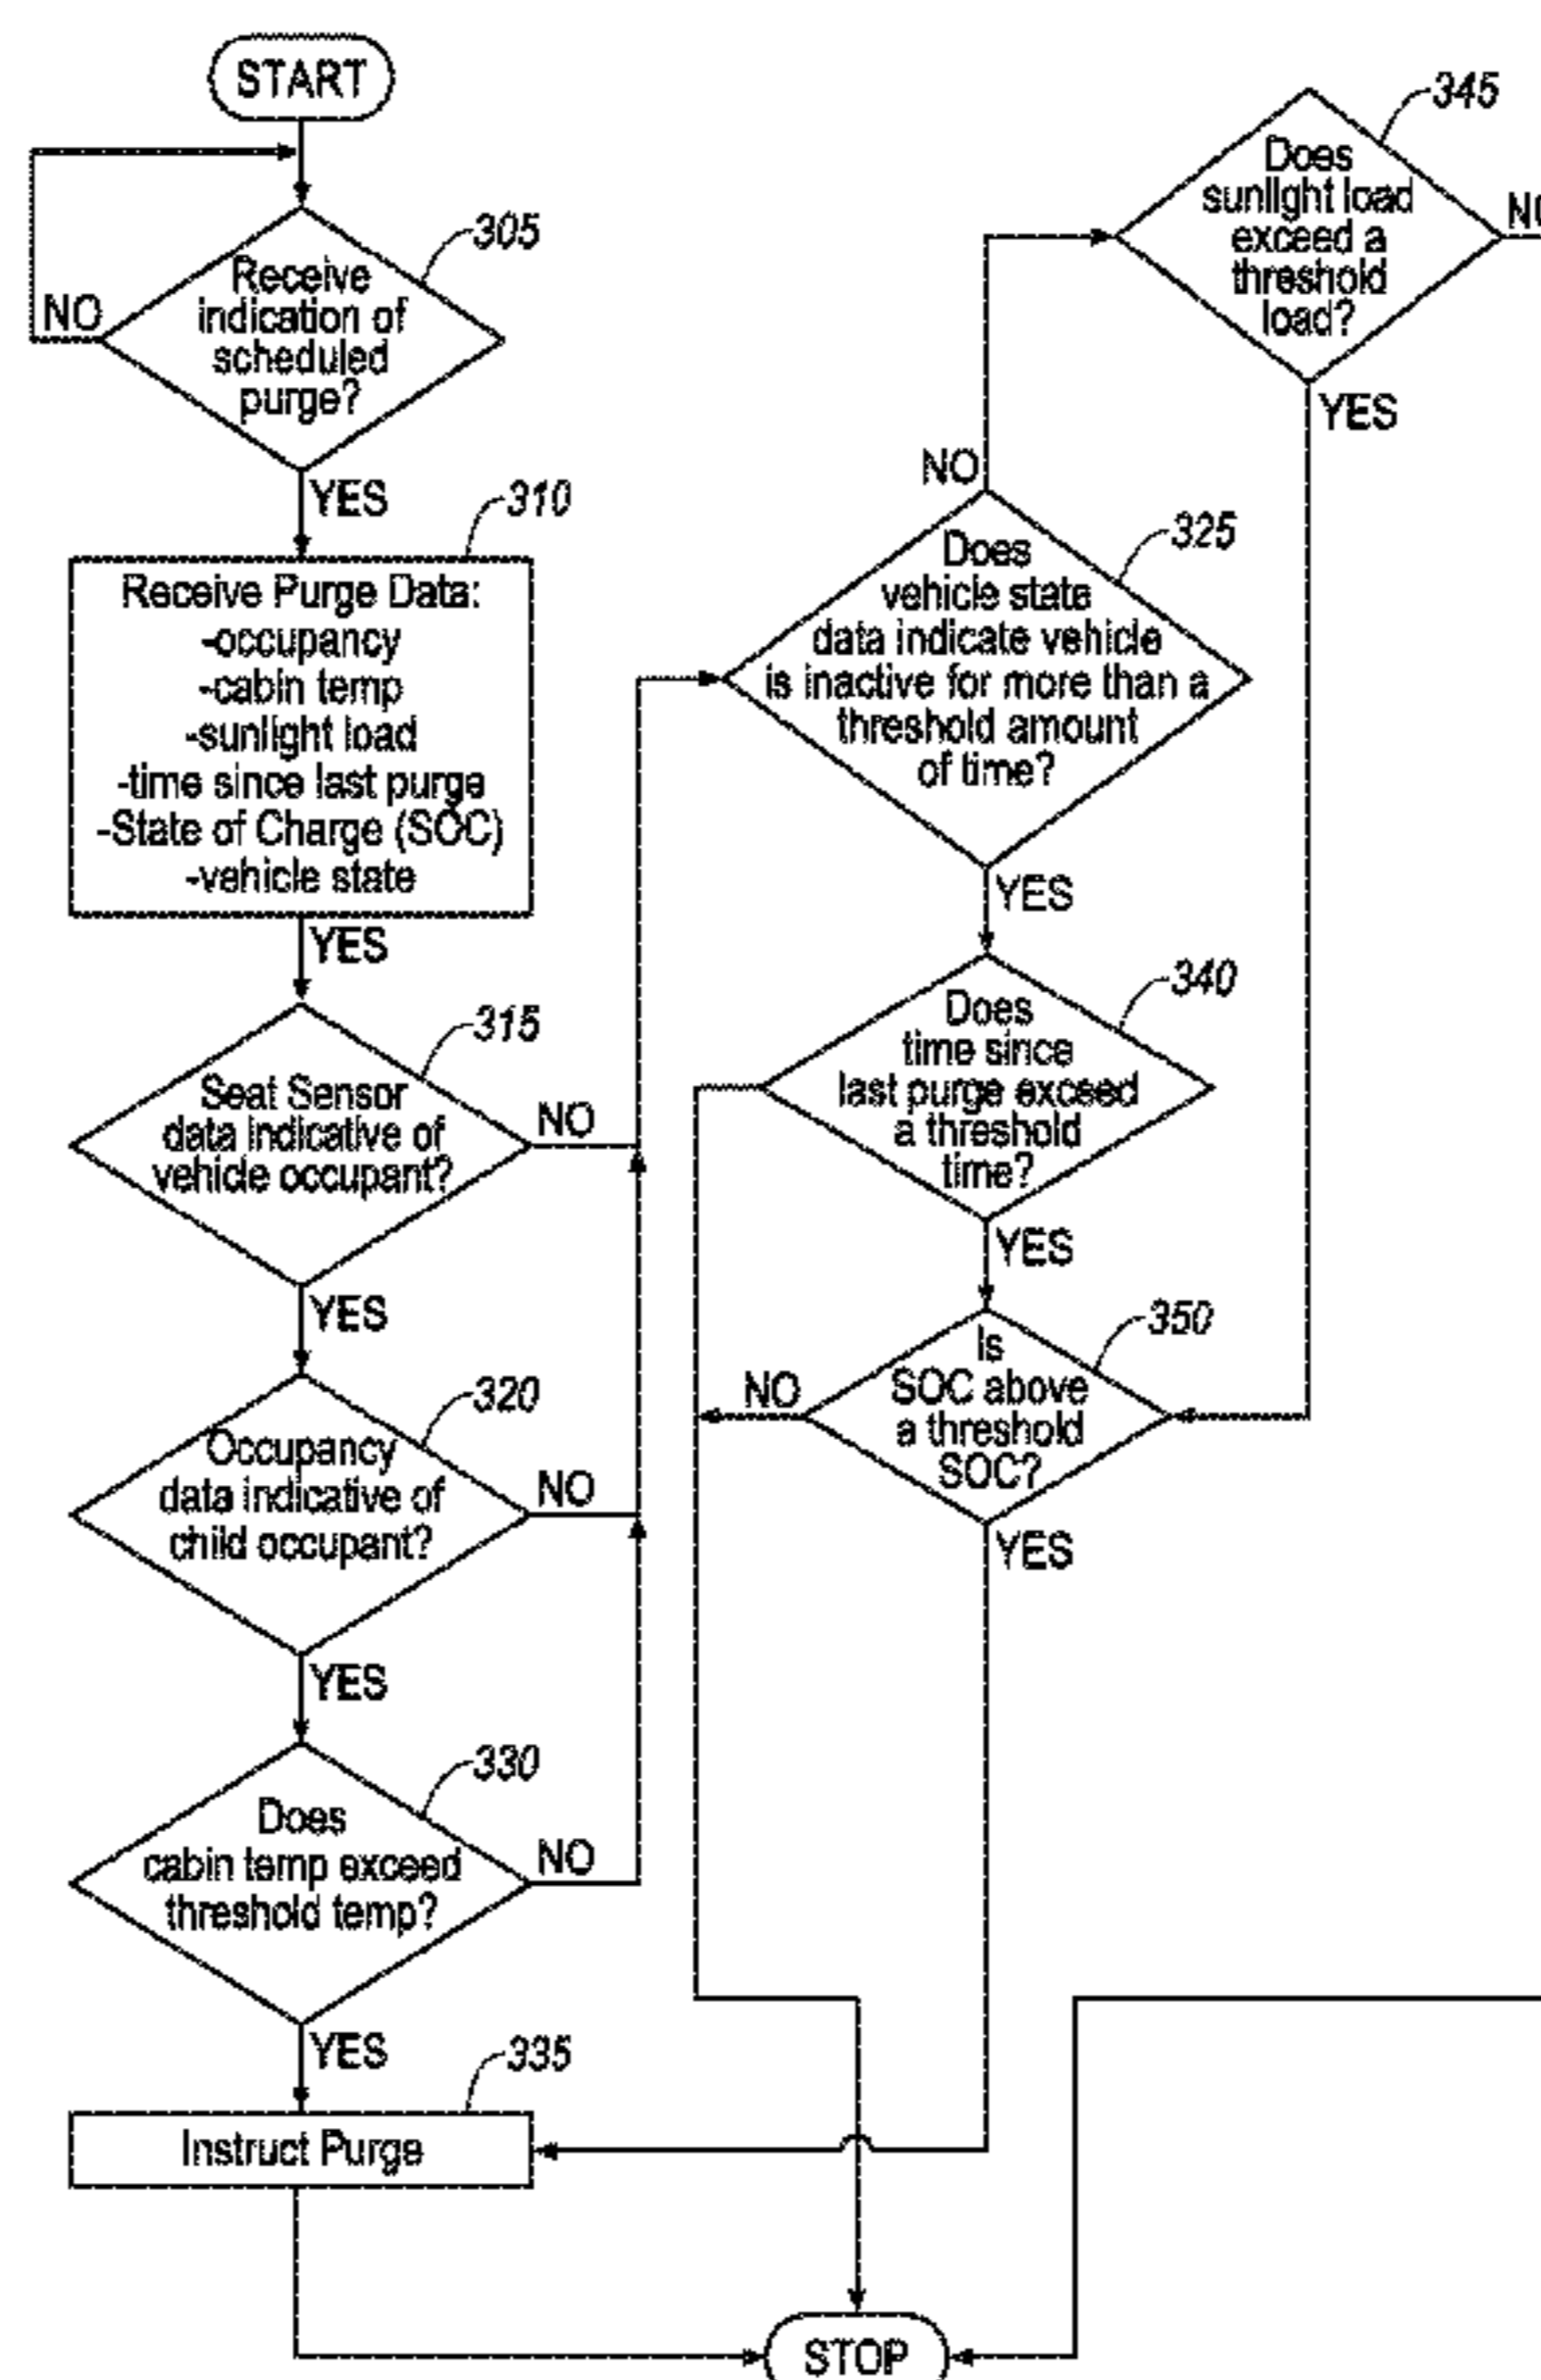 START
305
Receive
indication of
scheduled
purge?
NO
YES
310
Receive Purge Data:
-occupancy
-cabin temp
-sunlight load
-time since last purge
-State of Charge (SOC)
-vehicle state
YES
315
Seat Sensor
data indicative of
vehicle occupant?
NO
YES
320
Occupancy
data indicative of
child occupant?
NO
YES
330
Does
cabin temp exceed
threshold temp?
NO
YES
335
Instruct Purge
325
Does
vehicle state
data indicate vehicle
is inactive for more than a
threshold amount
of time?
NO
YES
340
Does
time since
last purge exceed
a threshold
time?
YES
350
Is
SOC above
a threshold
SOC?
NO
YES
345
Does
sunlight load
exceed a
threshold
load?
NO
YES
STOP